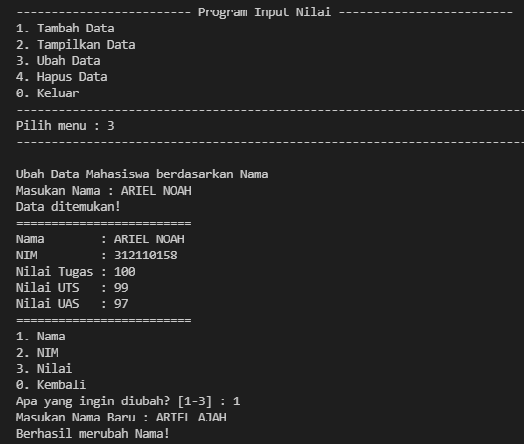 ------------------------- Program Input Nilai -------------------------
1. Tambah Data
2. Tampilkan Data
3. Ubah Data
4. Hapus Data
0. Keluar
-------------------------------------------------------------------------
Pilih menu : 3
-------------------------------------------------------------------------
Ubah Data Mahasiswa berdasarkan Nama
Masukan Nama : ARIEL NOAH
Data ditemukan!
=========================
Nama        : ARIEL NOAH
NIM         : 312110158
Nilai Tugas : 100
Nilai UTS   : 99
Nilai UAS   : 97
=========================
1. Nama
2. NIM
3. Nilai
0. Kembali
Apa yang ingin diubah? [1-3] : 1
Masukan Nama Baru : ARIEL AJAH
Berhasil merubah Nama!